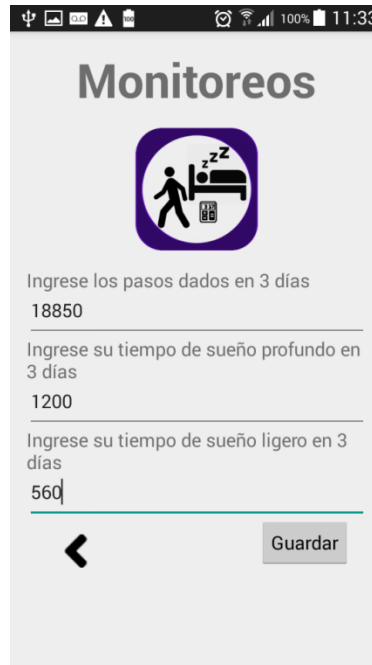 100% 11:33
Monitoreos
zzZ
Ingrese los pasos dados en 3 días
18850
Ingrese su tiempo de sueño profundo en
3 días
1200
Ingrese su tiempo de sueño ligero en 3
días
560
Guardar